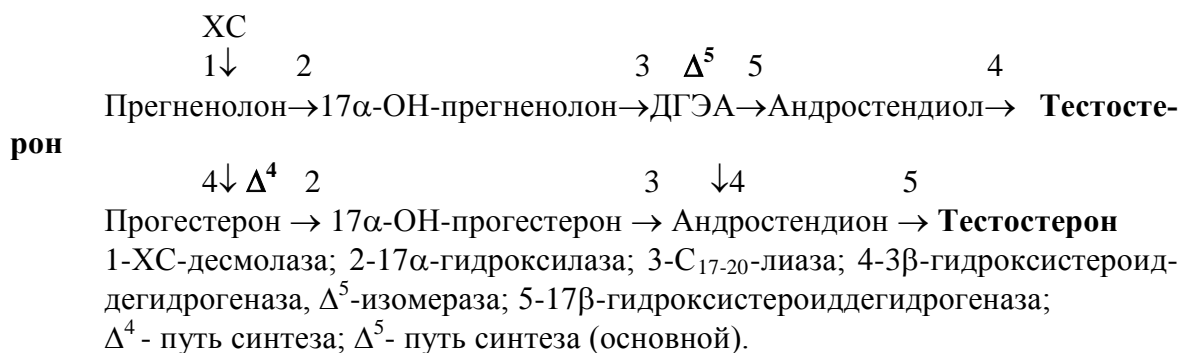 ХС
1↓ 2 3 Δ⁵ 5 4
Прегненолон→17α-ОН-прегненолон→ДГЭА→Андростендиол→ Тестосте-
рон
4↓ Δ⁴ 2 3 ↓4 5
Прогестерон → 17α-ОН-прогестерон → Андростендион → Тестостерон
1-ХС-десмолаза; 2-17α-гидроксилаза; 3-С₁₇₋₂₀-лиаза; 4-3β-гидроксистероид-
дегидрогеназа, Δ⁵-изомераза; 5-17β-гидроксистероиддегидрогеназа;
Δ⁴ - путь синтеза; Δ⁵- путь синтеза (основной).